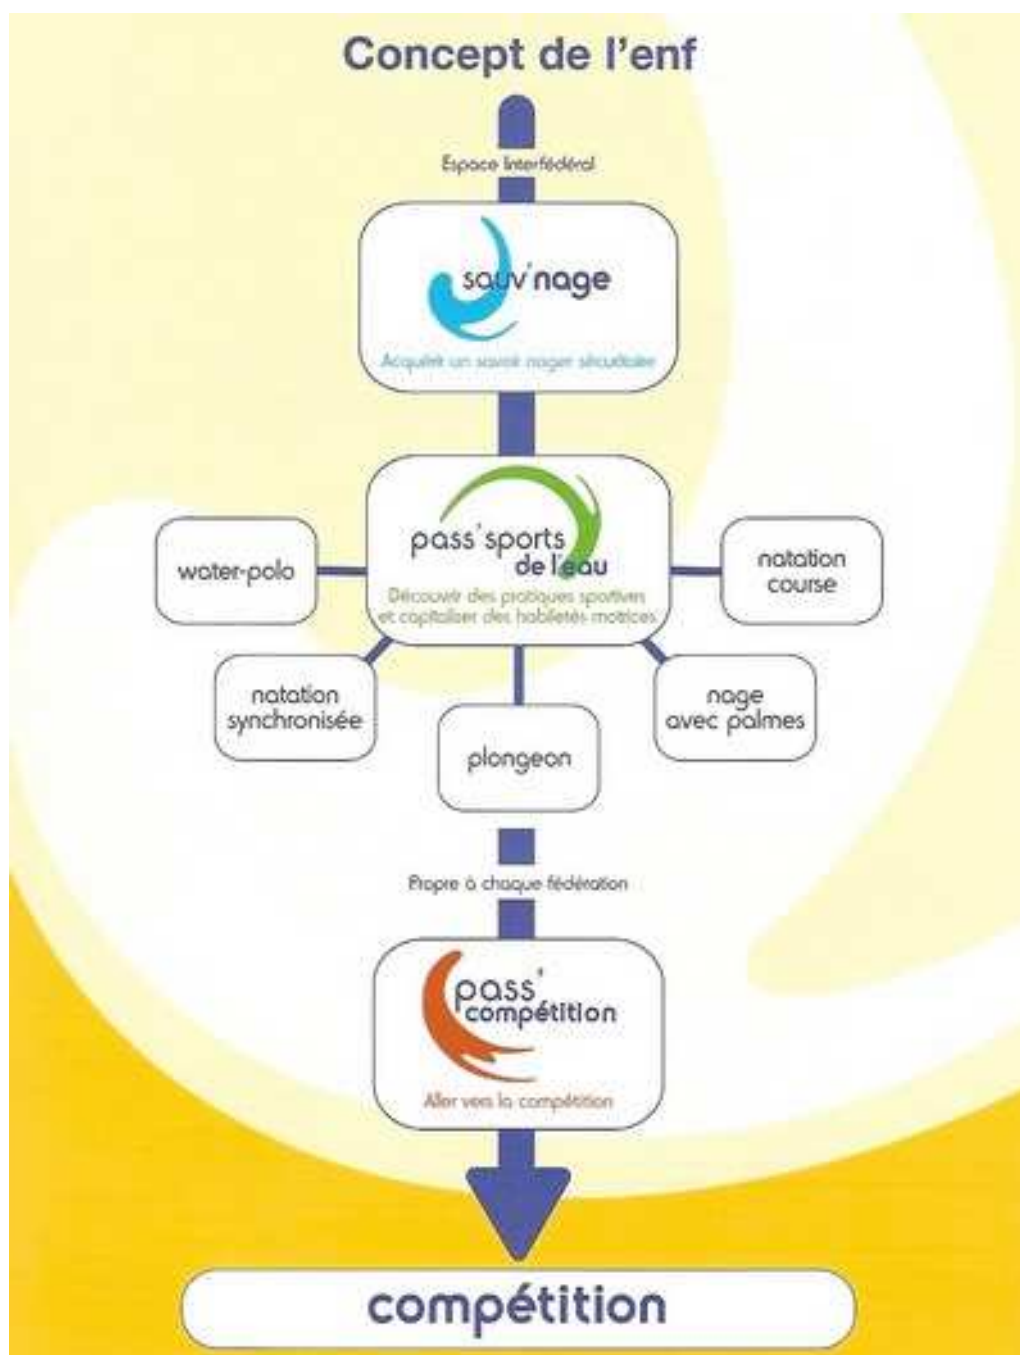 Concept de l'enf
Espace Interfédéral
sauv'nage
Acquérir un savoir nager sécuritaire
pass'sports
de l'eau
Découvrir des pratiques sportives
et capitaliser des habiletés motrices
water-polo
natation
course
natation
synchronisée
nage
avec palmes
plongeon
Propre à chaque fédération
pass'
compétition
Aller vers la compétition
compétition